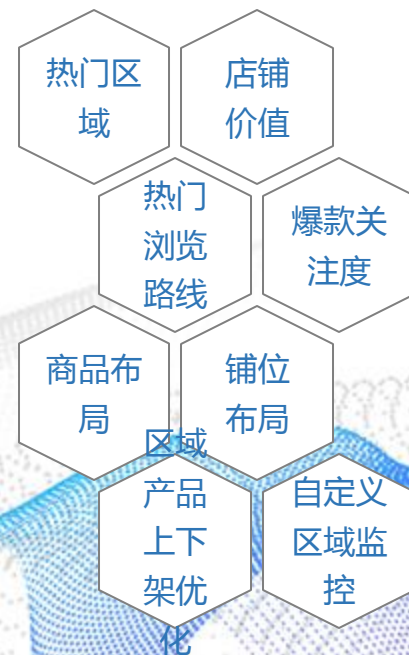 热门区
域
店铺
价值
热门
浏览
路线
爆款关
注度
商品布
局
铺位
布局
区域
产品
上下
架优
化
自定义
区域监
控